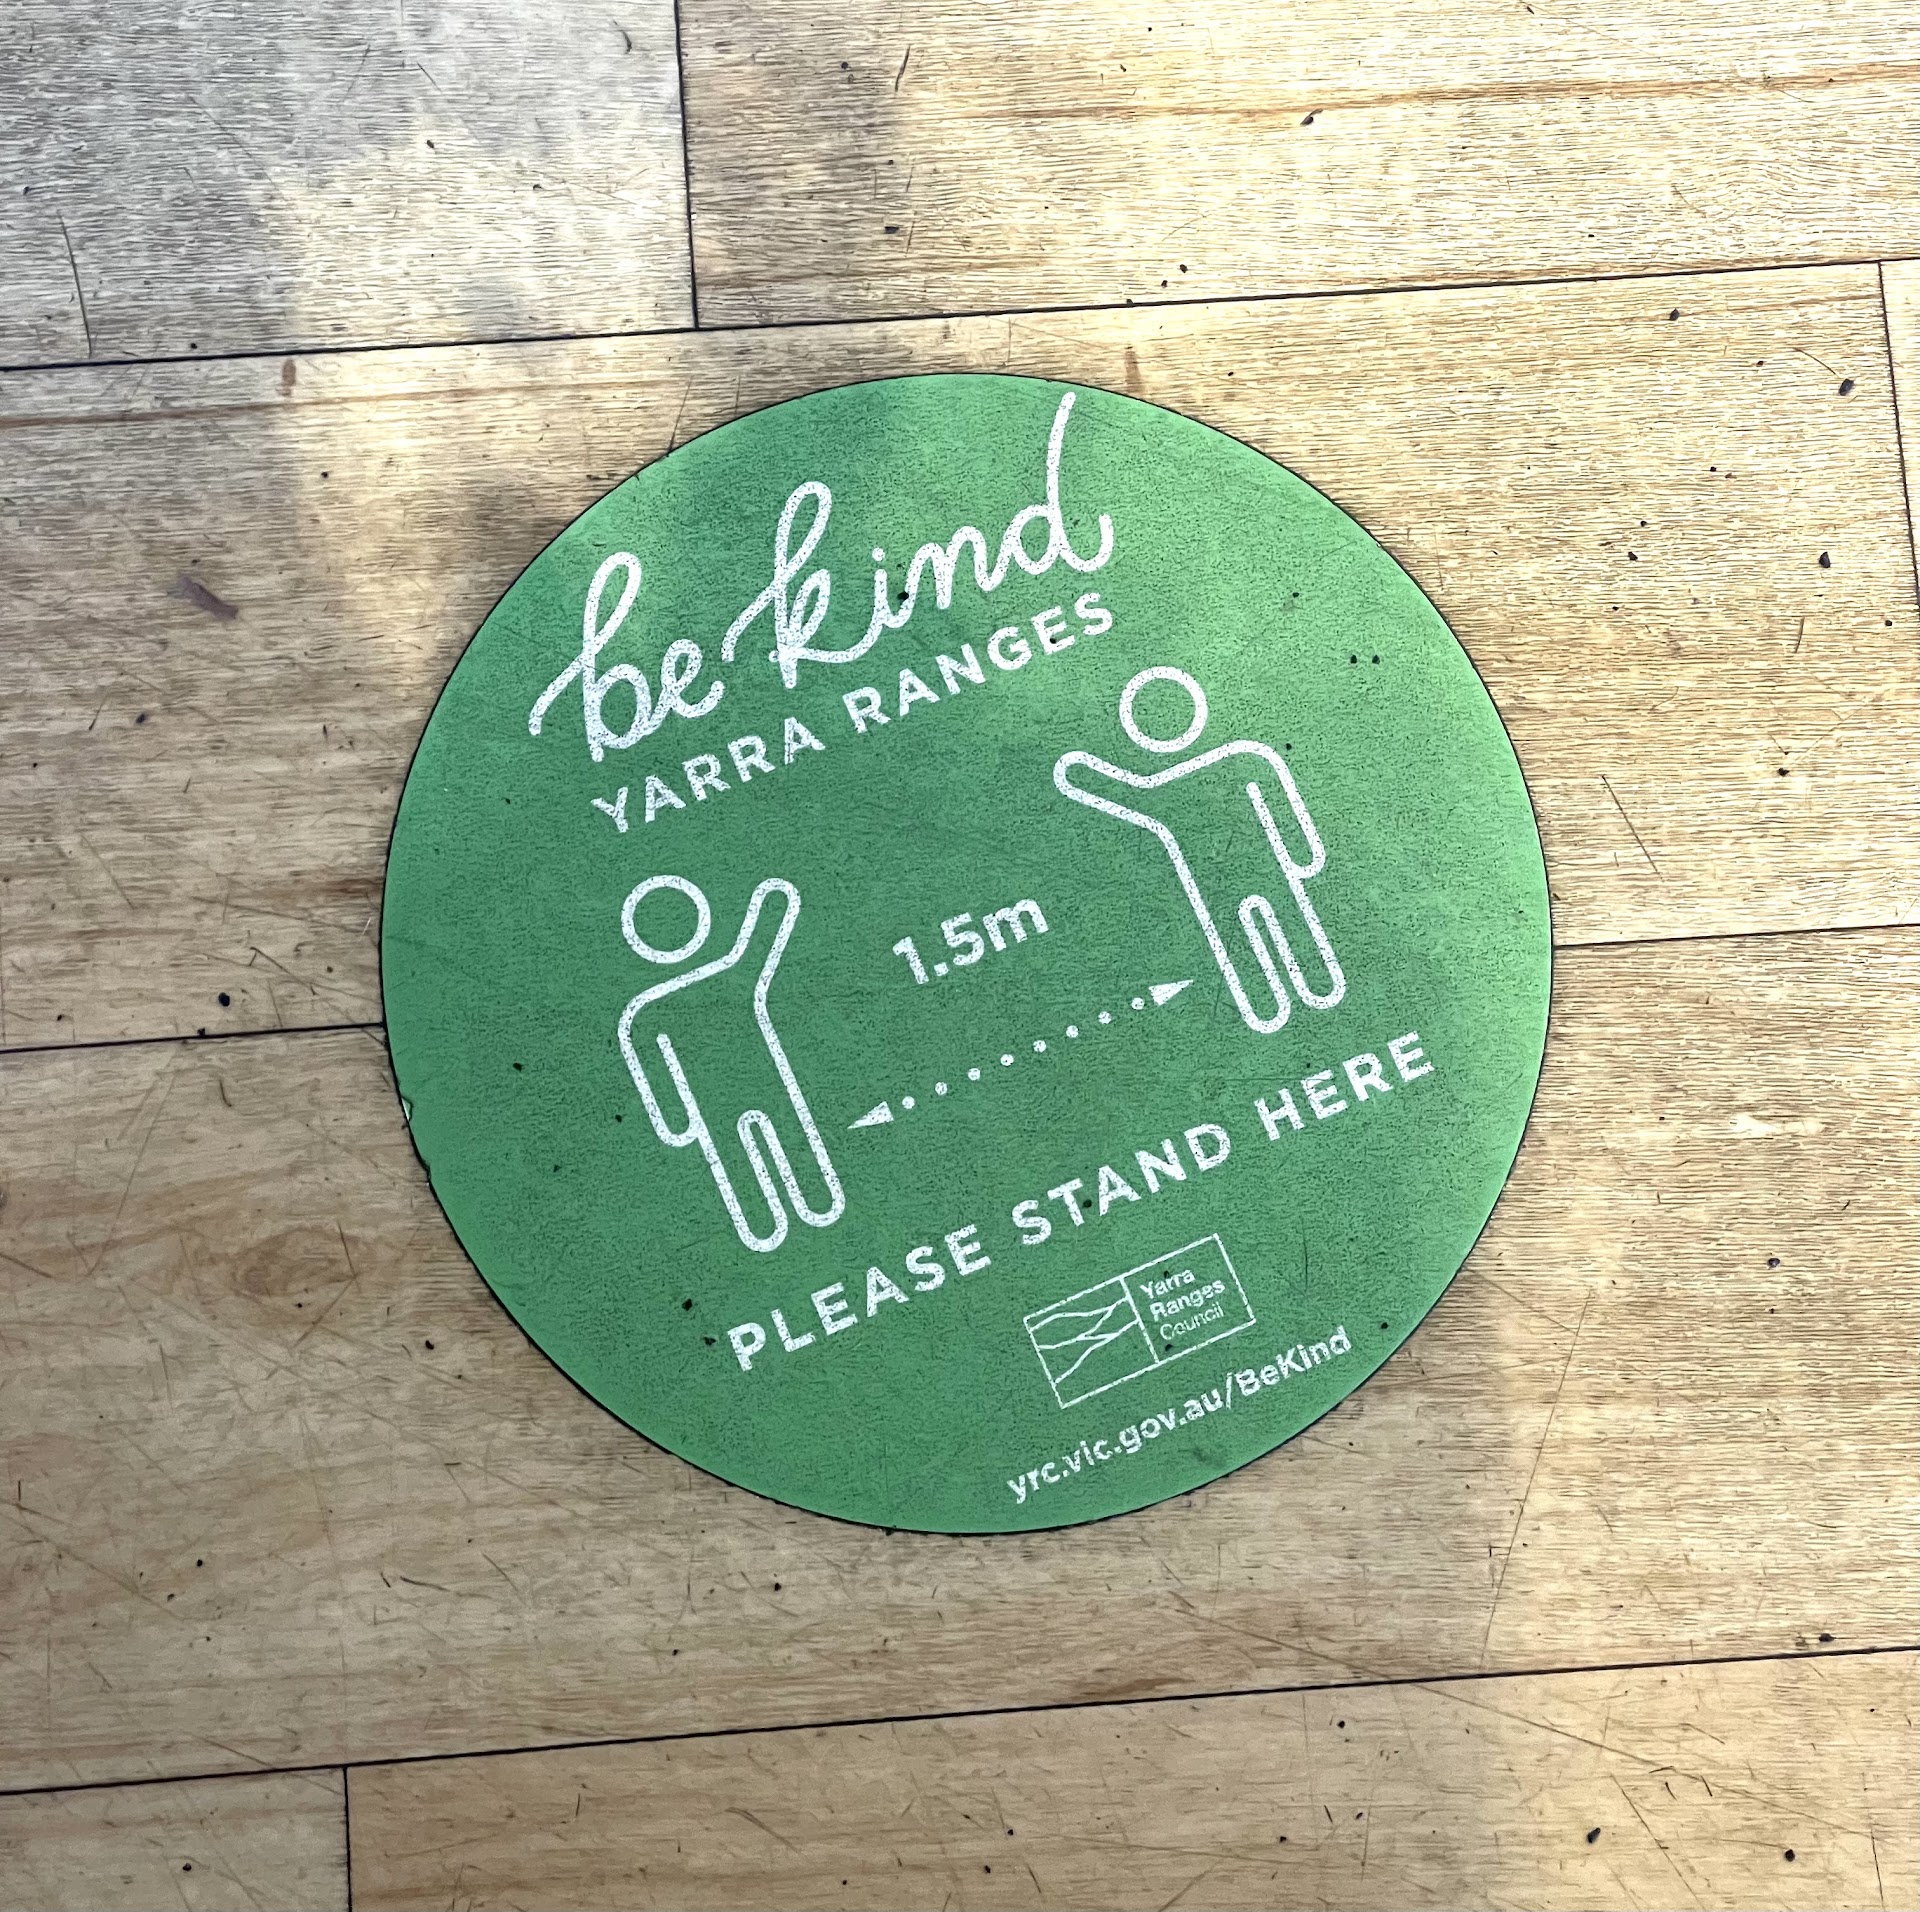 be kind
YARRA RANGES
1.5m
PLEASE STAND HERE
Yarra
Ranges
Council
yrc.vic.gov.au/BeKind